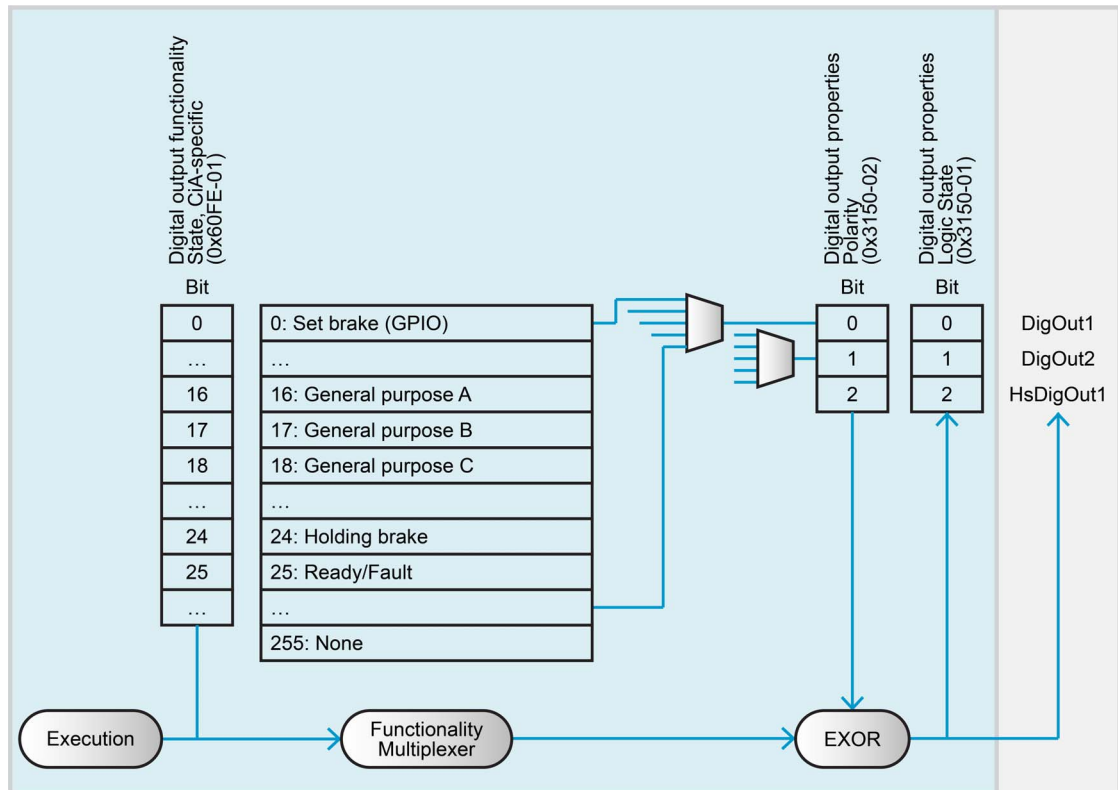 Digital output functionality
State, CiA-specific
(0x60FE-01)
Digital output properties
Polarity
(0x3150-02)
Digital output properties
Logic State
(0x3150-01)
Bit
Bit
Bit
0
0: Set brake (GPIO)
0
0
DigOut1
...
...
1
1
DigOut2
16
16: General purpose A
2
2
HsDigOut1
17
17: General purpose B
18
18: General purpose C
...
...
24
24: Holding brake
25
25: Ready/Fault
...
...
255: None
Execution
Functionality
Multiplexer
EXOR